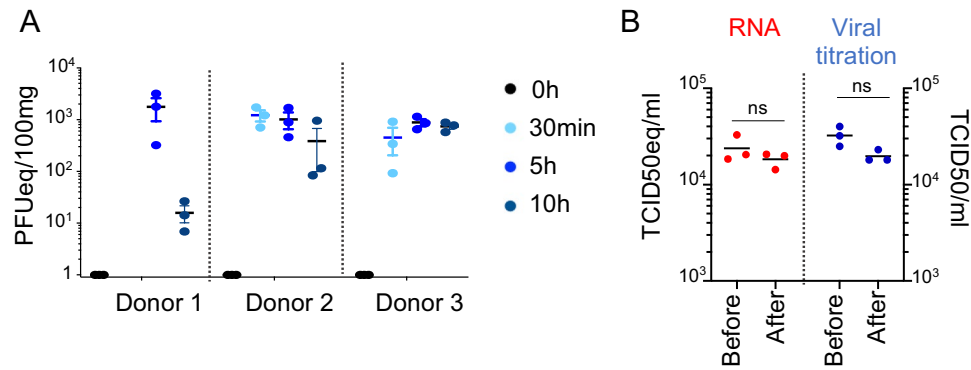 A
PFUeq/100mg
10⁴
10³
10²
10¹
1
Donor 1
Donor 2
Donor 3
0h
30min
5h
10h
B
RNA
Viral
titration
TCID50eq/ml
10⁵
10⁴
10³
ns
ns
10⁵
10⁴
10³
TCID50/ml
Before
After
Before
After